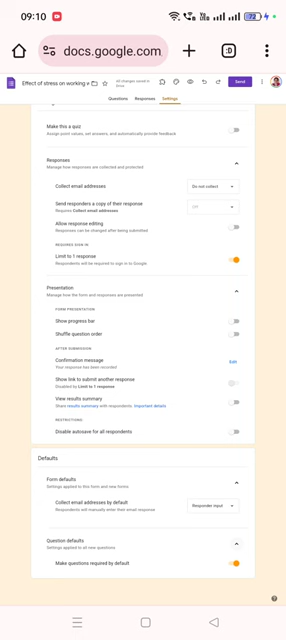 09:10
72
docs.google.com
:D
Effect of stress on working
All changes saved in Drive
Send
Questions
Responses
Settings
Make this a quiz
Assign point values, set answers, and automatically provide feedback
Responses
Manage how responses are collected and protected
Collect email addresses
Do not collect
Send responders a copy of their response
Requires Collect email addresses
Off
Allow response editing
Responses can be changed after being submitted
REQUIRES SIGN IN
Limit to 1 response
Respondents will be required to sign in to Google.
Presentation
Manage how the form and responses are presented
FORM PRESENTATION
Show progress bar
Shuffle question order
AFTER SUBMISSION
Confirmation message
Edit
Your response has been recorded
Show link to submit another response
Disabled by Limit to 1 response
View results summary
Share results summary with respondents. Important details
RESTRICTIONS:
Disable autosave for all respondents
Defaults
Form defaults
Settings applied to this form and new forms
Collect email addresses by default
Responder input
Respondents will manually enter their email response
Question defaults
Settings applied to all new questions
Make questions required by default